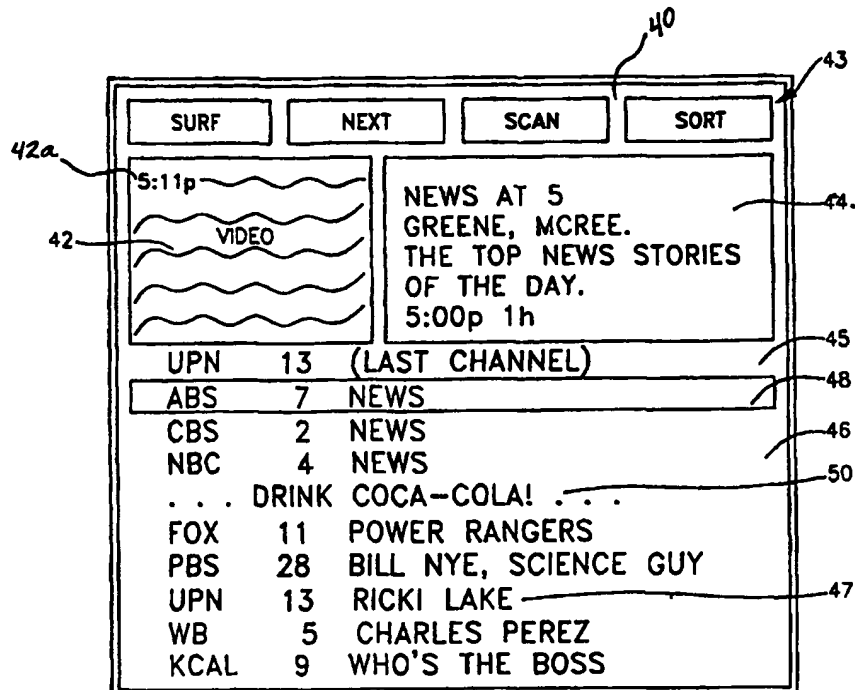 40
43
SURF NEXT SCAN SORT
42a
5:11p
VIDEO
42
NEWS AT 5
GREENE, MCREE.
THE TOP NEWS STORIES
OF THE DAY.
5:00p 1h
44.
UPN 13 (LAST CHANNEL)
45
ABS 7 NEWS
48
CBS 2 NEWS
46
NBC 4 NEWS
. . . DRINK COCA-COLA! . . .
50
FOX 11 POWER RANGERS
PBS 28 BILL NYE, SCIENCE GUY
UPN 13 RICKI LAKE
47
WB 5 CHARLES PEREZ
KCAL 9 WHO'S THE BOSS